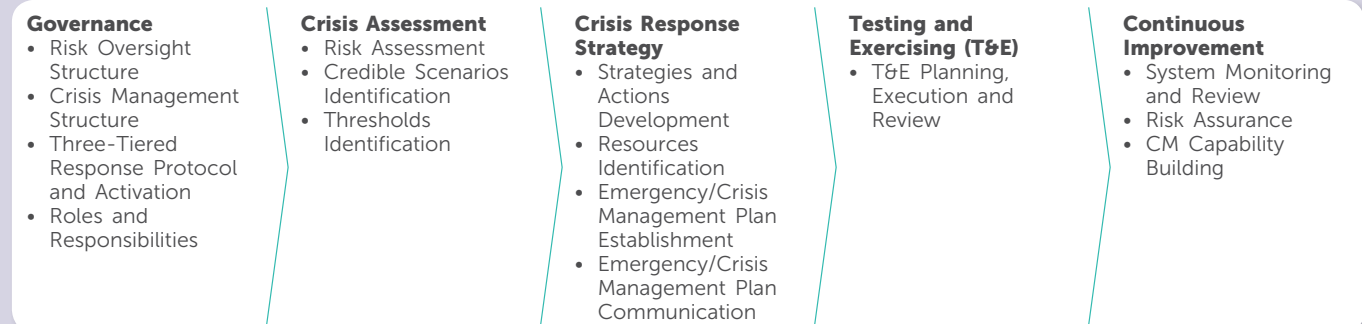 Governance
• Risk Oversight
Structure
• Crisis Management
Structure
• Three-Tiered
Response Protocol
and Activation
• Roles and
Responsibilities
Crisis Assessment
• Risk Assessment
• Credible Scenarios
Identification
• Thresholds
Identification
Crisis Response
Strategy
• Strategies and
Actions
Development
• Resources
Identification
• Emergency/Crisis
Management Plan
Establishment
• Emergency/Crisis
Management Plan
Communication
Testing and
Exercising (T&E)
• T&E Planning,
Execution and
Review
Continuous
Improvement
• System Monitoring
and Review
• Risk Assurance
• CM Capability
Building